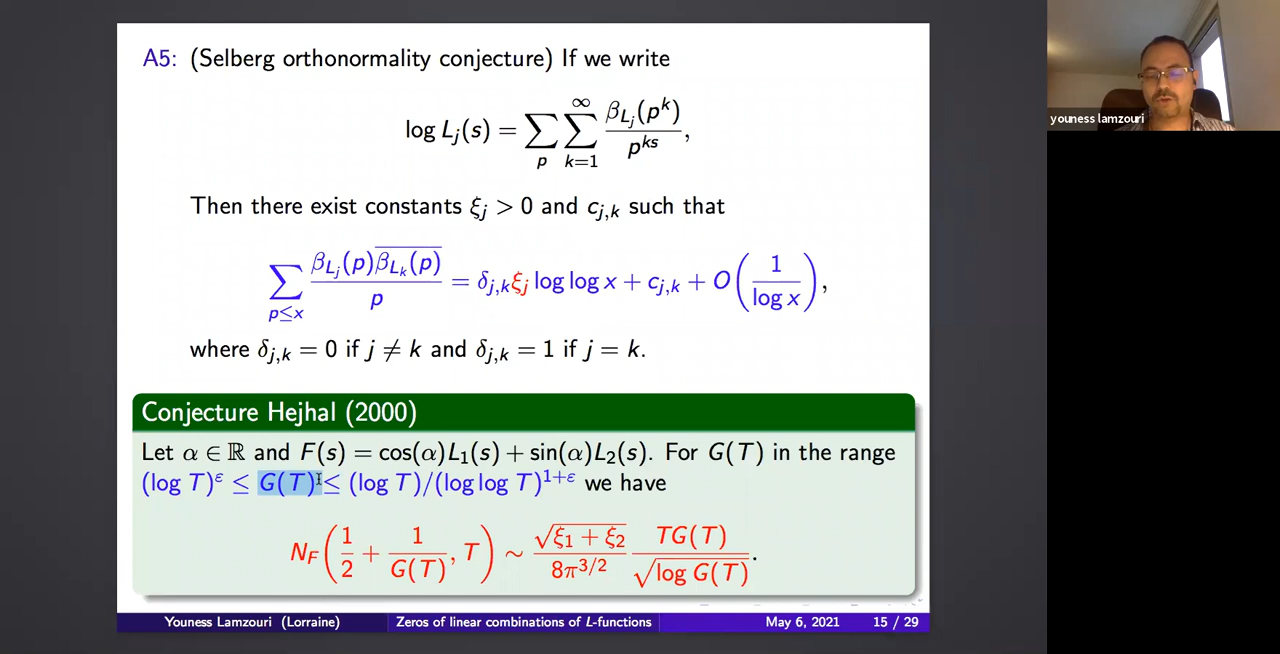 A5: (Selberg orthonormality conjecture) If we write
log L_j(s) = ∑_p ∑_{k=1}^∞ β_{L_j}(p^k) / p^{ks},
Then there exist constants ξ_j > 0 and c_{j,k} such that
∑_{p≤x} β_{L_j}(p) \overline{β_{L_k}(p)} / p = δ_{j,k} ξ_j log log x + c_{j,k} + O(1 / log x),
where δ_{j,k} = 0 if j ≠ k and δ_{j,k} = 1 if j = k.
Conjecture Hejhal (2000)
Let α ∈ ℝ and F(s) = cos(α)L_1(s) + sin(α)L_2(s). For G(T) in the range
(log T)^ε ≤ G(T) ≤ (log T)/(log log T)^{1+ε} we have
N_F(1/2 + 1/G(T), T) ∼ √(ξ_1 + ξ_2) / 8π^{3/2} TG(T) / √(log G(T)).
Youness Lamzouri (Lorraine) Zeros of linear combinations of L-functions May 6, 2021 15 / 29
youness lamzouri